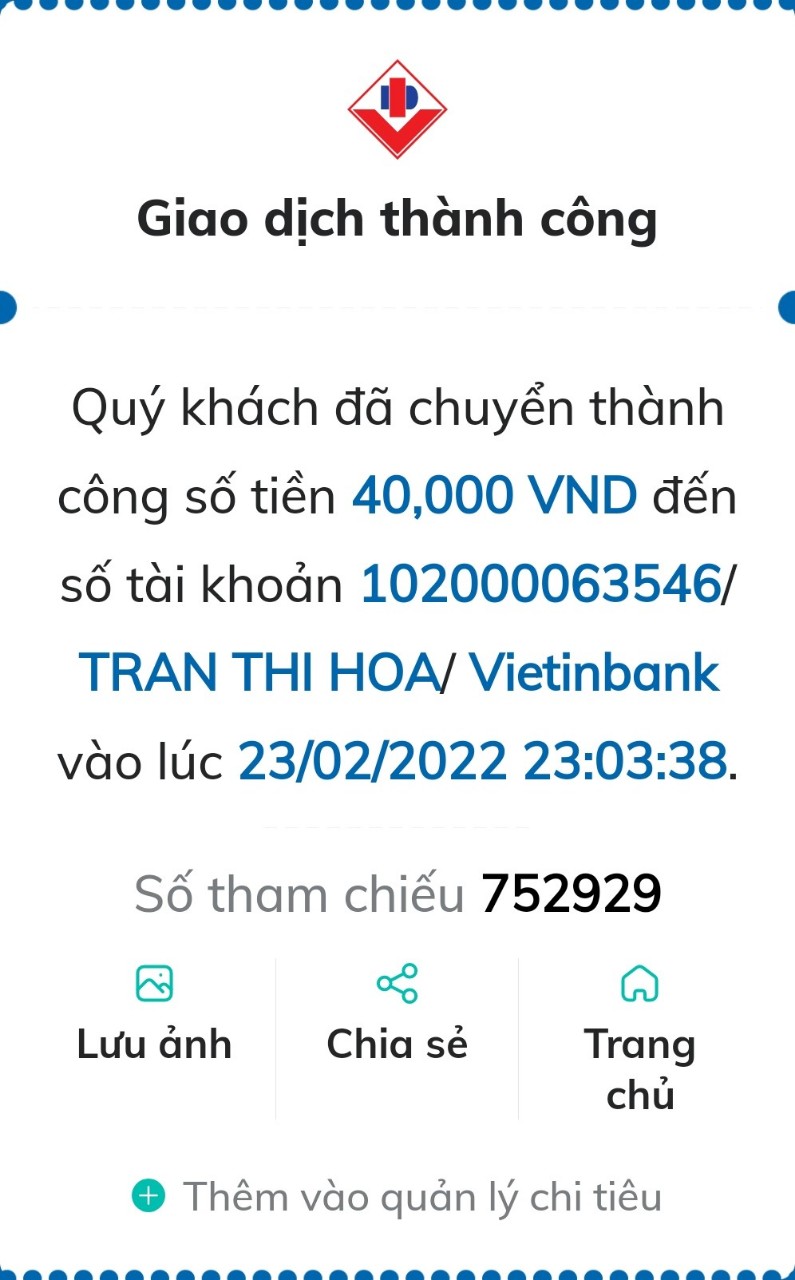 Giao dịch thành công
Quý khách đã chuyển thành
công số tiền 40,000 VND đến
số tài khoản 102000063546/
TRAN THI HOA/ Vietinbank
vào lúc 23/02/2022 23:03:38.
Số tham chiếu 752929
Lưu ảnh
Chia sẻ
Trang
chủ
Thêm vào quản lý chi tiêu